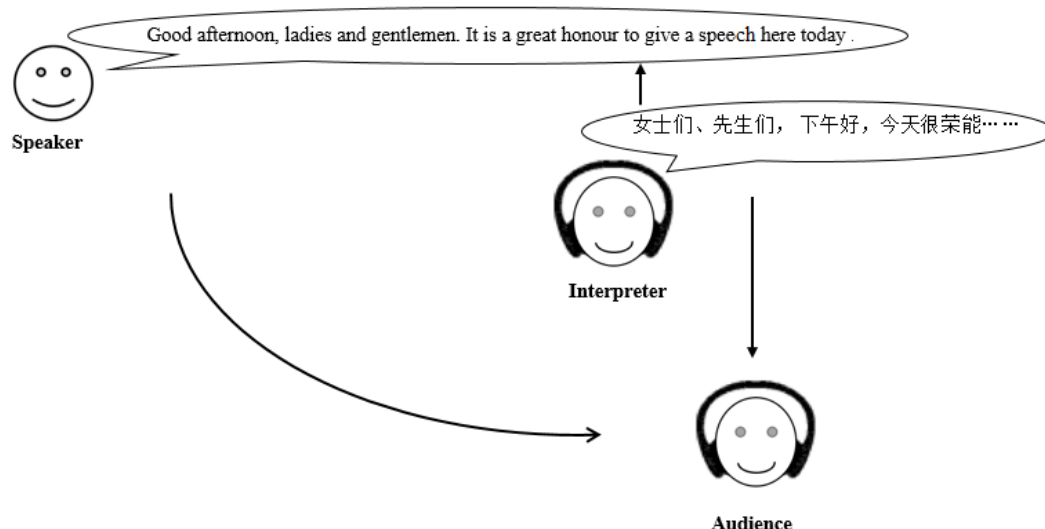 Good afternoon, ladies and gentlemen. It is a great honour to give a speech here today .
Speaker
女士们、先生们， 下午好，今天很荣能……
Interpreter
Audience